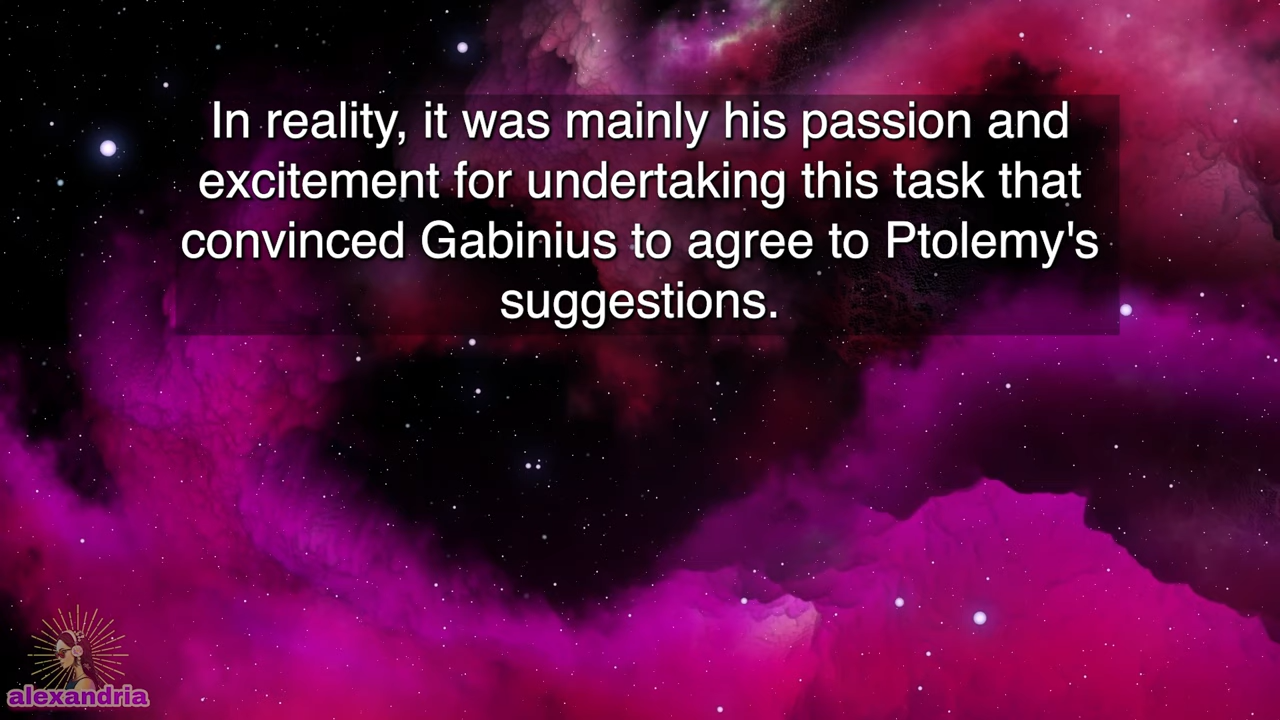 In reality, it was mainly his passion and
excitement for undertaking this task that
convinced Gabinius to agree to Ptolemy's
suggestions.
alexandria